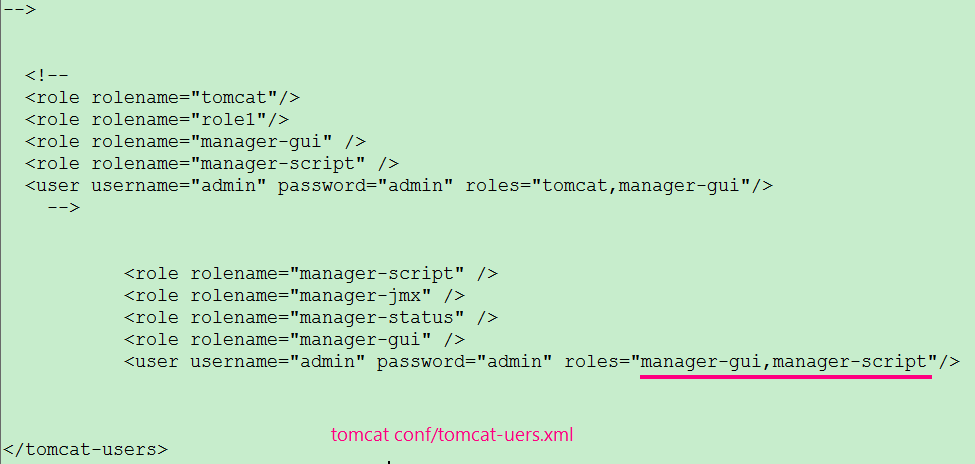 -->
<!--
<role rolename="tomcat"/>
<role rolename="role1"/>
<role rolename="manager-gui" />
<role rolename="manager-script" />
<user username="admin" password="admin" roles="tomcat,manager-gui"/>
-->
<role rolename="manager-script" />
<role rolename="manager-jmx" />
<role rolename="manager-status" />
<role rolename="manager-gui" />
<user username="admin" password="admin" roles="manager-gui,manager-script"/>
tomcat conf/tomcat-uers.xml
</tomcat-users>